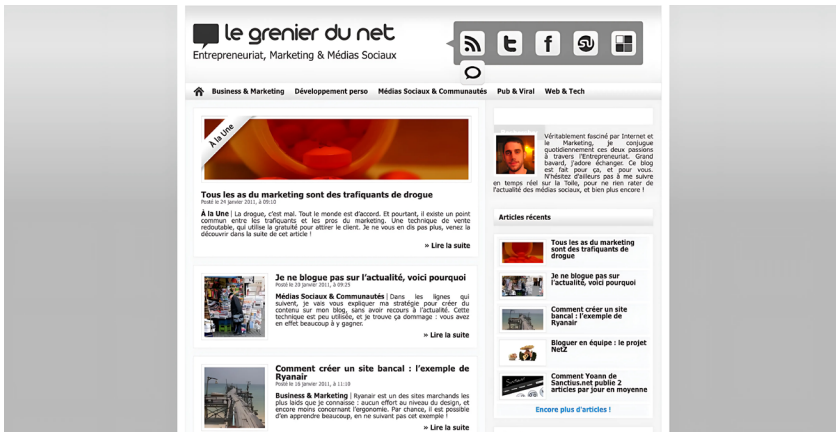 le grenier du net
Entrepreneuriat, Marketing & Médias Sociaux
Business & Marketing Développement perso Médias Sociaux & Communautés Pub & Viral Web & Tech
À la Une
Tous les as du marketing sont des trafiquants de drogue
Posté le 24 janvier 2011, à 09:10
À la Une | La drogue, c'est mal. Tout le monde est d'accord. Et pourtant, il existe un point
commun entre les trafiquants et les pros du marketing. Une technique de vente
redoutable, qui utilise la gratuité pour attirer le client. Je ne vous en dis pas plus, venez la
découvrir dans la suite de cet article !
» Lire la suite
Je ne blogue pas sur l'actualité, voici pourquoi
Posté le 20 janvier 2011, à 09:25
Médias Sociaux & Communautés | Dans les lignes qui
suivent, je vais vous expliquer ma stratégie pour créer du
contenu sur mon blog, sans avoir recours à l'actualité. Cette
technique est peu utilisée, et je trouve ça dommage : vous avez
en effet beaucoup à y gagner.
» Lire la suite
Comment créer un site bancal : l'exemple de
Ryanair
Posté le 18 janvier 2011, à 11:10
Business & Marketing | Ryanair est un des sites marchands les
plus laids que je connaisse : aucun effort au niveau du design, et
encore moins concernant l'ergonomie. Par chance, il est possible
d'en apprendre beaucoup, en ne suivant pas cet exemple !
» Lire la suite
Véritablement fasciné par Internet et
le Marketing, je conjugue
quotidiennement ces deux passions
à travers l'Entrepreneuriat. Grand
bavard, j'adore échanger. Ce blog
est fait pour ça, et pour vous.
N'hésitez d'ailleurs pas à me suivre
en temps réel sur la Toile, pour ne rien rater de
l'actualité des médias sociaux, et bien plus encore !
Articles récents
Tous les as du marketing
sont des trafiquants de
drogue
Je ne blogue pas sur
l'actualité, voici pourquoi
Comment créer un site
bancal : l'exemple de
Ryanair
Bloguer en équipe : le projet
NetZ
Comment Yoann de
Sanctius.net publie 2
articles par jour en moyenne
Encore plus d'articles !